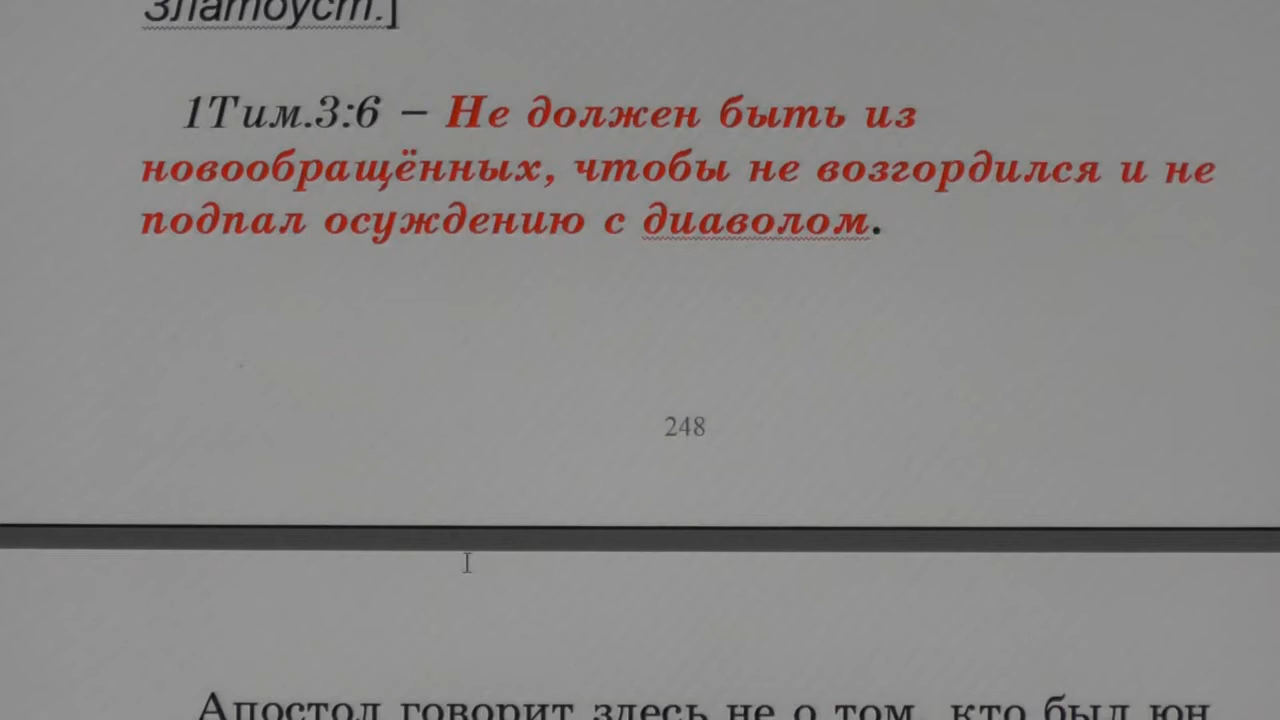 Златоуст.]
1Тим.3:6 – Не должен быть из
новообращённых, чтобы не возгордился и не
подпал осуждению с диаволом.
248
Апостол говорит здесь не о том, кто был юн